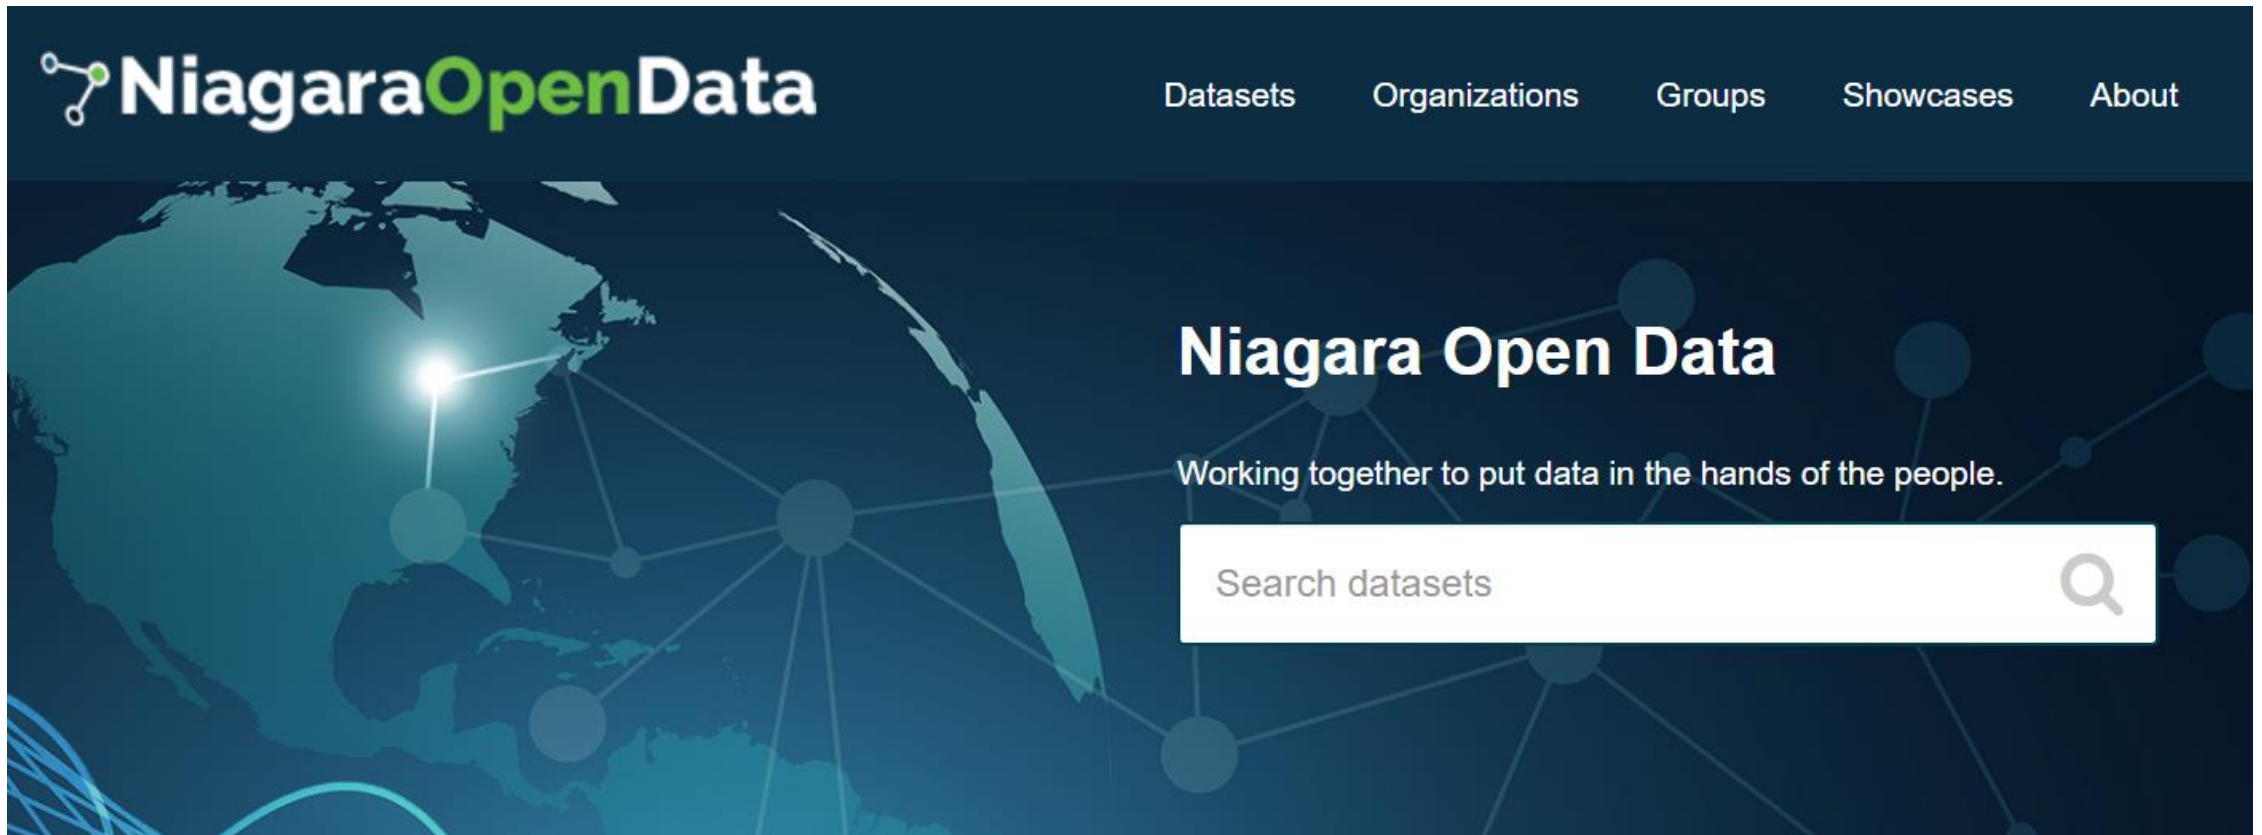 NiagaraOpenData
Datasets Organizations Groups Showcases About
Niagara Open Data
Working together to put data in the hands of the people.
Search datasets